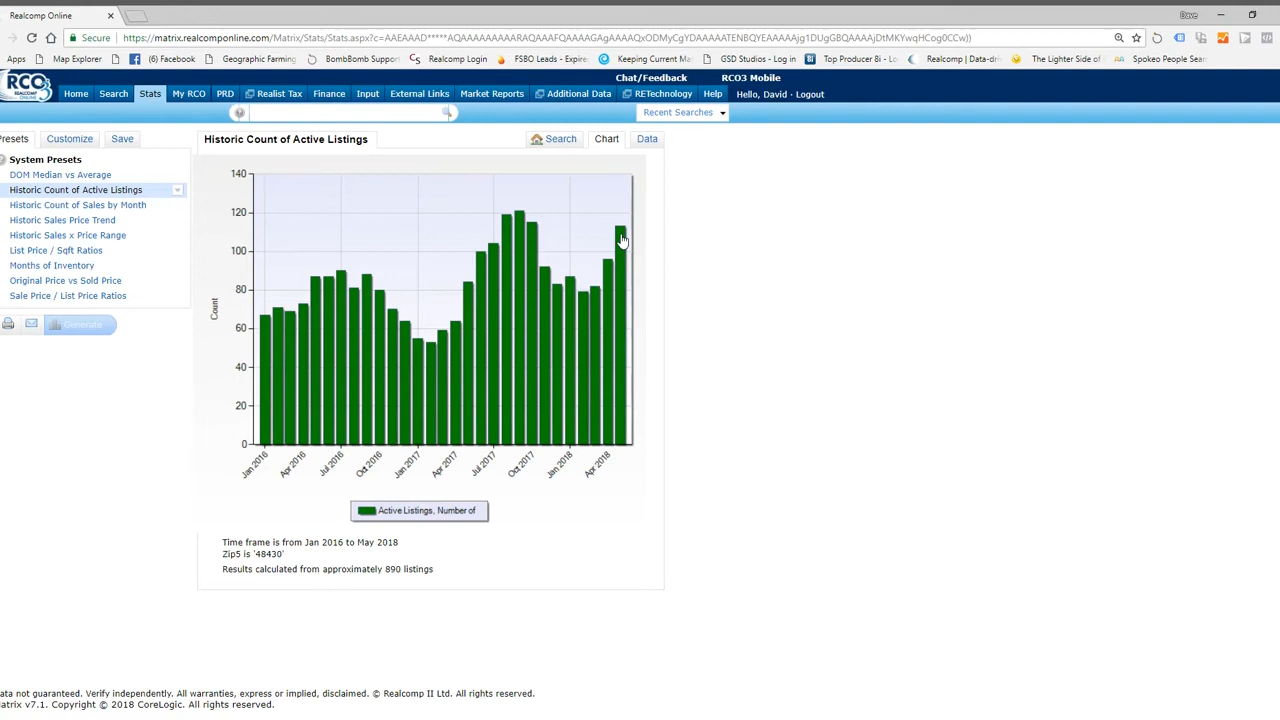 Realcomp Online
Dave
Secure https://matrix.realcomponline.com/Matrix/Stats/Stats.aspx?c=AAEAAAD*****AQAAAAAAAAARAQAAAFQAAAAGAgAAAAQxODMyCgYDAAAAATENBQYEAAAAAjg1DUgGBQAAAAjDtMKYwqHCog0CCw))
Apps Map Explorer (6) Facebook Geographic Farming BombBomb Support Realcomp Login FSBO Leads - Expire Keeping Current Ma GSD Studios - Log in Top Producer 8i - Lo Realcomp | Data-driv The Lighter Side of Spokeo People Sear
Chat/Feedback RCO3 Mobile
RCO3
REALCOMP ONLINE
Home Search Stats My RCO PRD Realist Tax Finance Input External Links Market Reports Additional Data RETechnology Help Hello, David · Logout
Recent Searches
Presets Customize Save
Historic Count of Active Listings
Search Chart Data
System Presets
DOM Median vs Average
Historic Count of Active Listings
Historic Count of Sales by Month
Historic Sales Price Trend
Historic Sales x Price Range
List Price / Sqft Ratios
Months of Inventory
Original Price vs Sold Price
Sale Price / List Price Ratios
Generate
140
120
100
80
60
40
20
0
Count
Jan 2016 Apr 2016 Jul 2016 Oct 2016 Jan 2017 Apr 2017 Jul 2017 Oct 2017 Jan 2018 Apr 2018
Active Listings, Number of
Time frame is from Jan 2016 to May 2018
Zip5 is '48430'
Results calculated from approximately 890 listings
ata not guaranteed. Verify independently. All warranties, express or implied, disclaimed. © Realcomp II Ltd. All rights reserved.
atrix v7.1. Copyright © 2018 CoreLogic. All rights reserved.